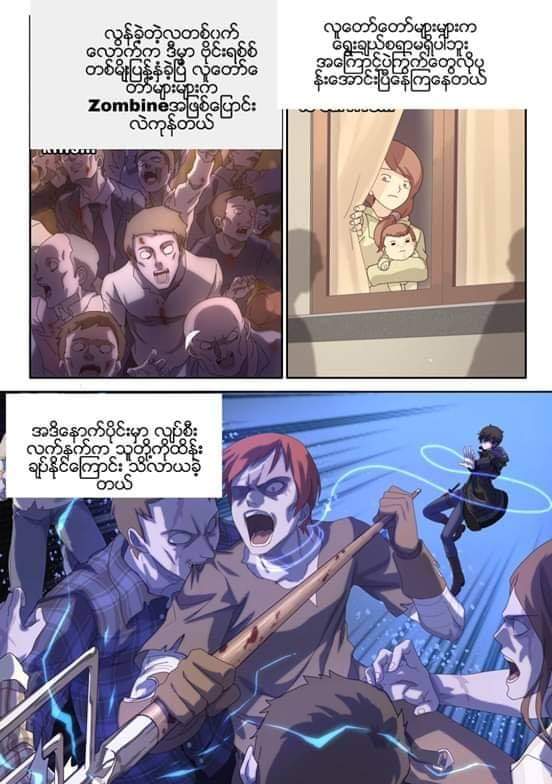 လွန်ခဲ့တဲ့လတစ်ဝက်
လောက်က ဒီမှာ ဗိုင်းရစ်စ်
တစ်မျိုးပြန့်နှံခဲ့ပြီ လူတော်တေ
တာ်များများက
Zombineအဖြစ်ပြောင်း
လဲကုန်တယ်
လူတော်တော်များများက
ရွေးချယ်စရာမရှိပါဘူး
အကြောင့်ပဲကြွက်တွေလိုပု
န်းအောင်းပြီနေကြနေတယ်
အဲဒိနောက်ပိုင်းမှာ လျှပ်စီး
လက်နက်က သူတို့ကိုထိန်း
ချုပ်နိုင်ကြောင်း သိလာယခဲ့
တယ်